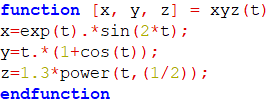 function [x, y, z] = xyz(t)
x=exp(t).*sin(2*t);
y=t.*(1+cos(t));
z=1.3*power(t,(1/2));
endfunction